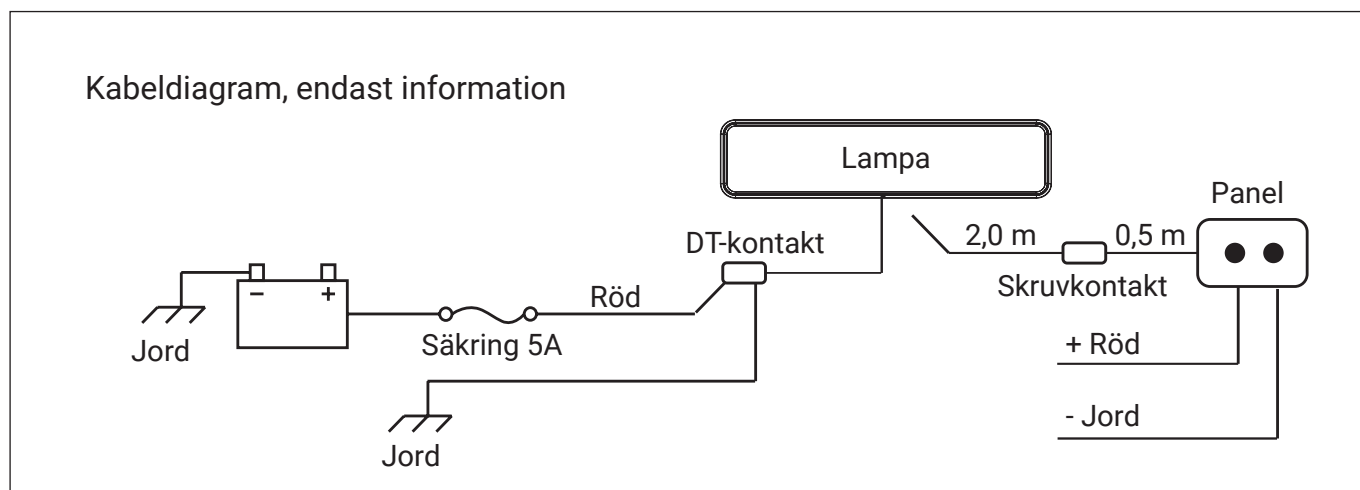 Kabeldiagram, endast information
Lampa
Panel
DT-kontakt
2,0 m
0,5 m
Skruvkontakt
– +
Röd
Säkring 5A
Jord
+ Röd
- Jord
Jord